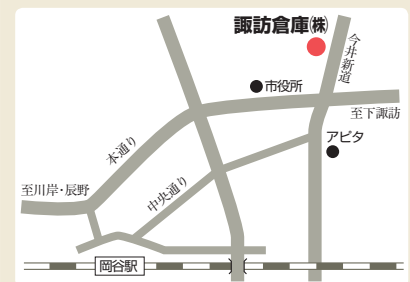 諏訪倉庫㈱
今井新道
市役所
至下諏訪
アピタ
本通り
中央通り
至川岸・辰野
岡谷駅